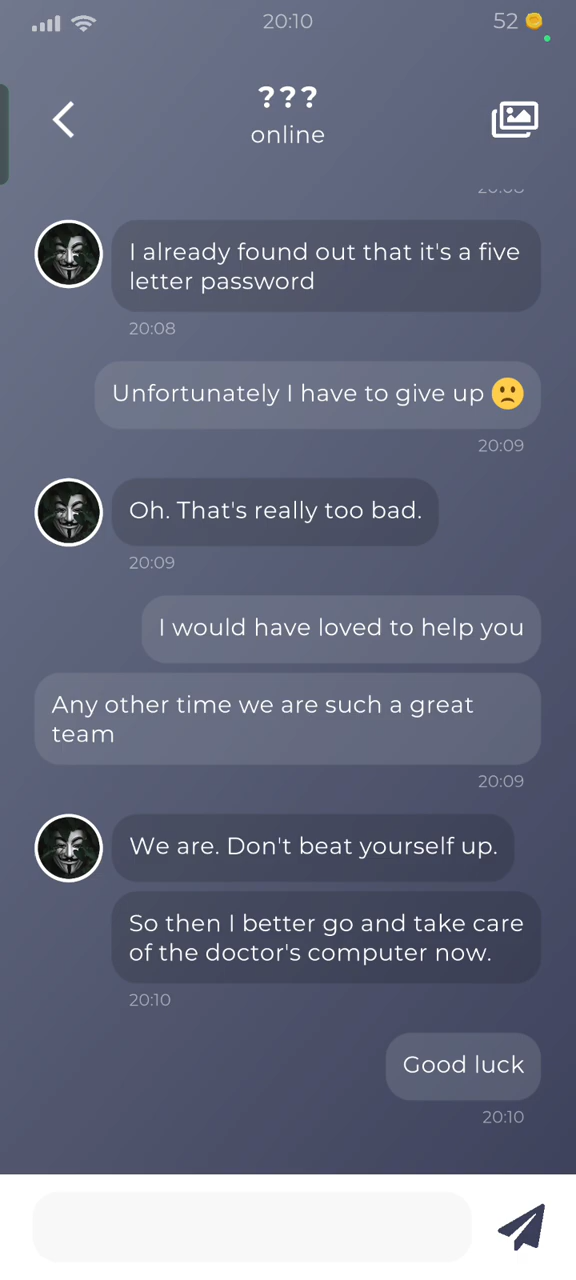 20:10
52
???
online
I already found out that it's a five
letter password
20:08
Unfortunately I have to give up 🙁
20:09
Oh. That's really too bad.
20:09
I would have loved to help you
Any other time we are such a great
team
20:09
We are. Don't beat yourself up.
So then I better go and take care
of the doctor's computer now.
20:10
Good luck
20:10